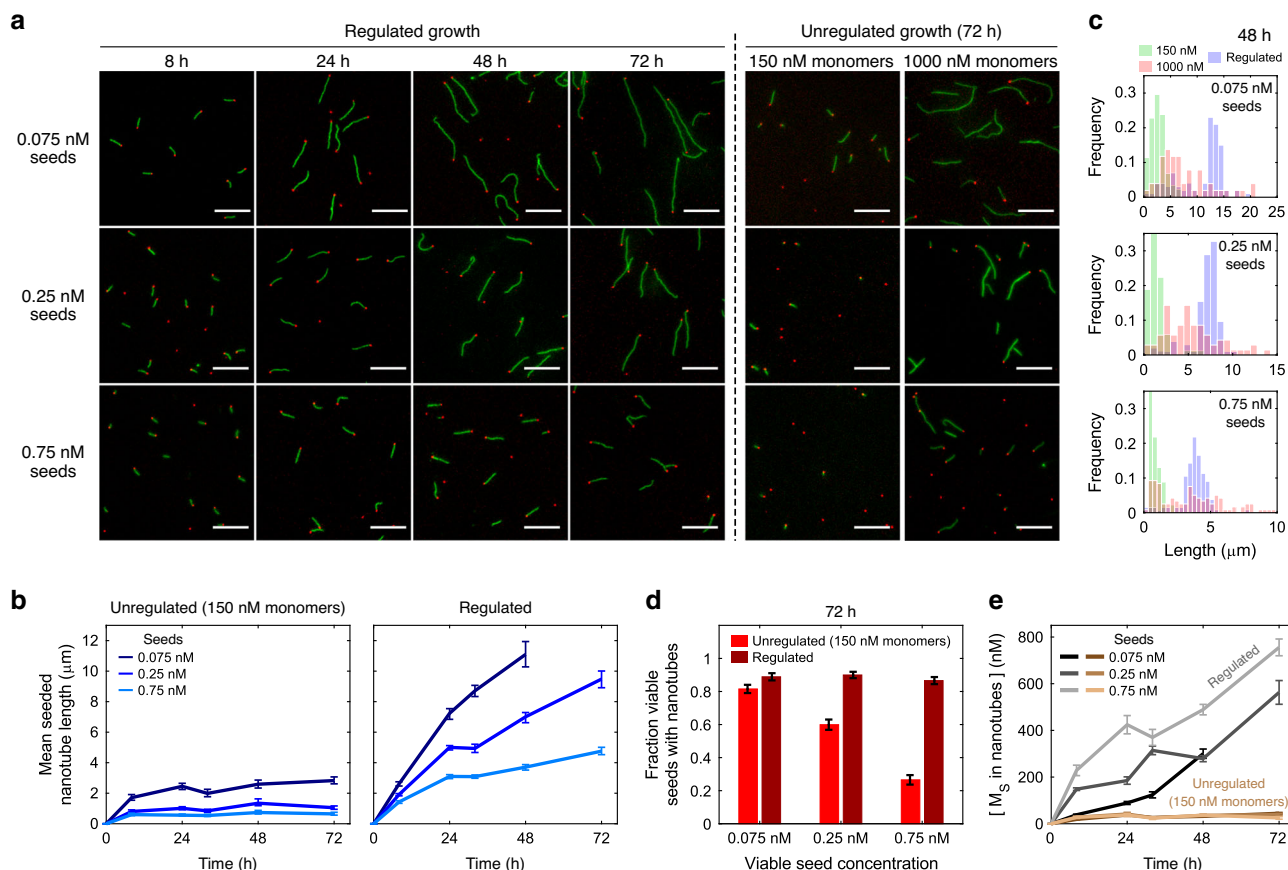 a
Regulated growth
Unregulated growth (72 h)
8 h
24 h
48 h
72 h
150 nM monomers
1000 nM monomers
0.075 nM
seeds
0.25 nM
seeds
0.75 nM
seeds
c
48 h
150 nM
1000 nM
Regulated
0.075 nM
seeds
Frequency
0.3
0.2
0.1
0
0 5 10 15 20 25
0.25 nM
seeds
Frequency
0.3
0.2
0.1
0
0 5 10 15
0.75 nM
seeds
Frequency
0.3
0.2
0.1
0
0 5 10
Length (μm)
b
Unregulated (150 nM monomers)
Regulated
Seeds
0.075 nM
0.25 nM
0.75 nM
Mean seeded
nanotube length (μm)
12
10
8
6
4
2
0
0 24 48 72
Time (h)
0 24 48 72
Time (h)
d
72 h
Unregulated (150 nM monomers)
Regulated
Fraction viable
seeds with nanotubes
1
0.8
0.6
0.4
0.2
0
0.075 nM 0.25 nM 0.75 nM
Viable seed concentration
e
Seeds
0.075 nM
0.25 nM
0.75 nM
Regulated
Unregulated
(150 nM monomers)
[ MS in nanotubes ] (nM)
800
600
400
200
0
0 24 48 72
Time (h)